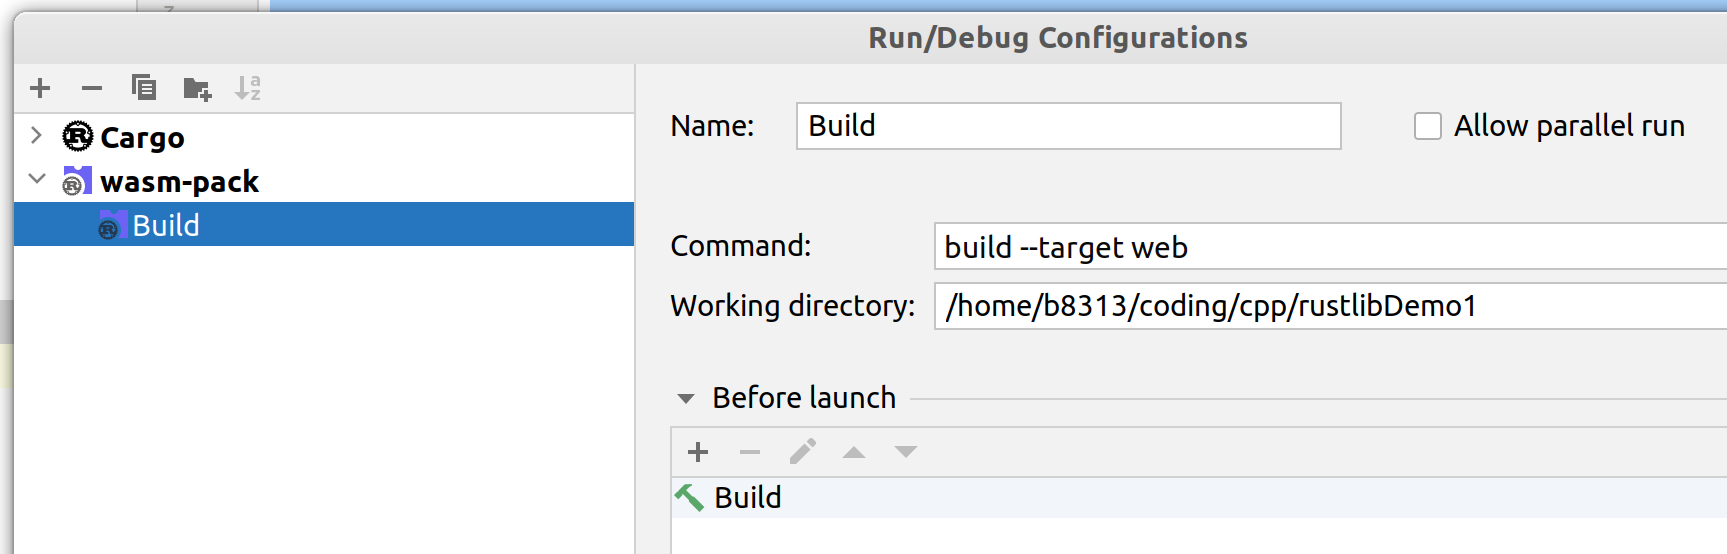 Run/Debug Configurations
Cargo
wasm-pack
Build
Name: Build Allow parallel run
Command: build --target web
Working directory: /home/b8313/coding/cpp/rustlibDemo1
Before launch
Build